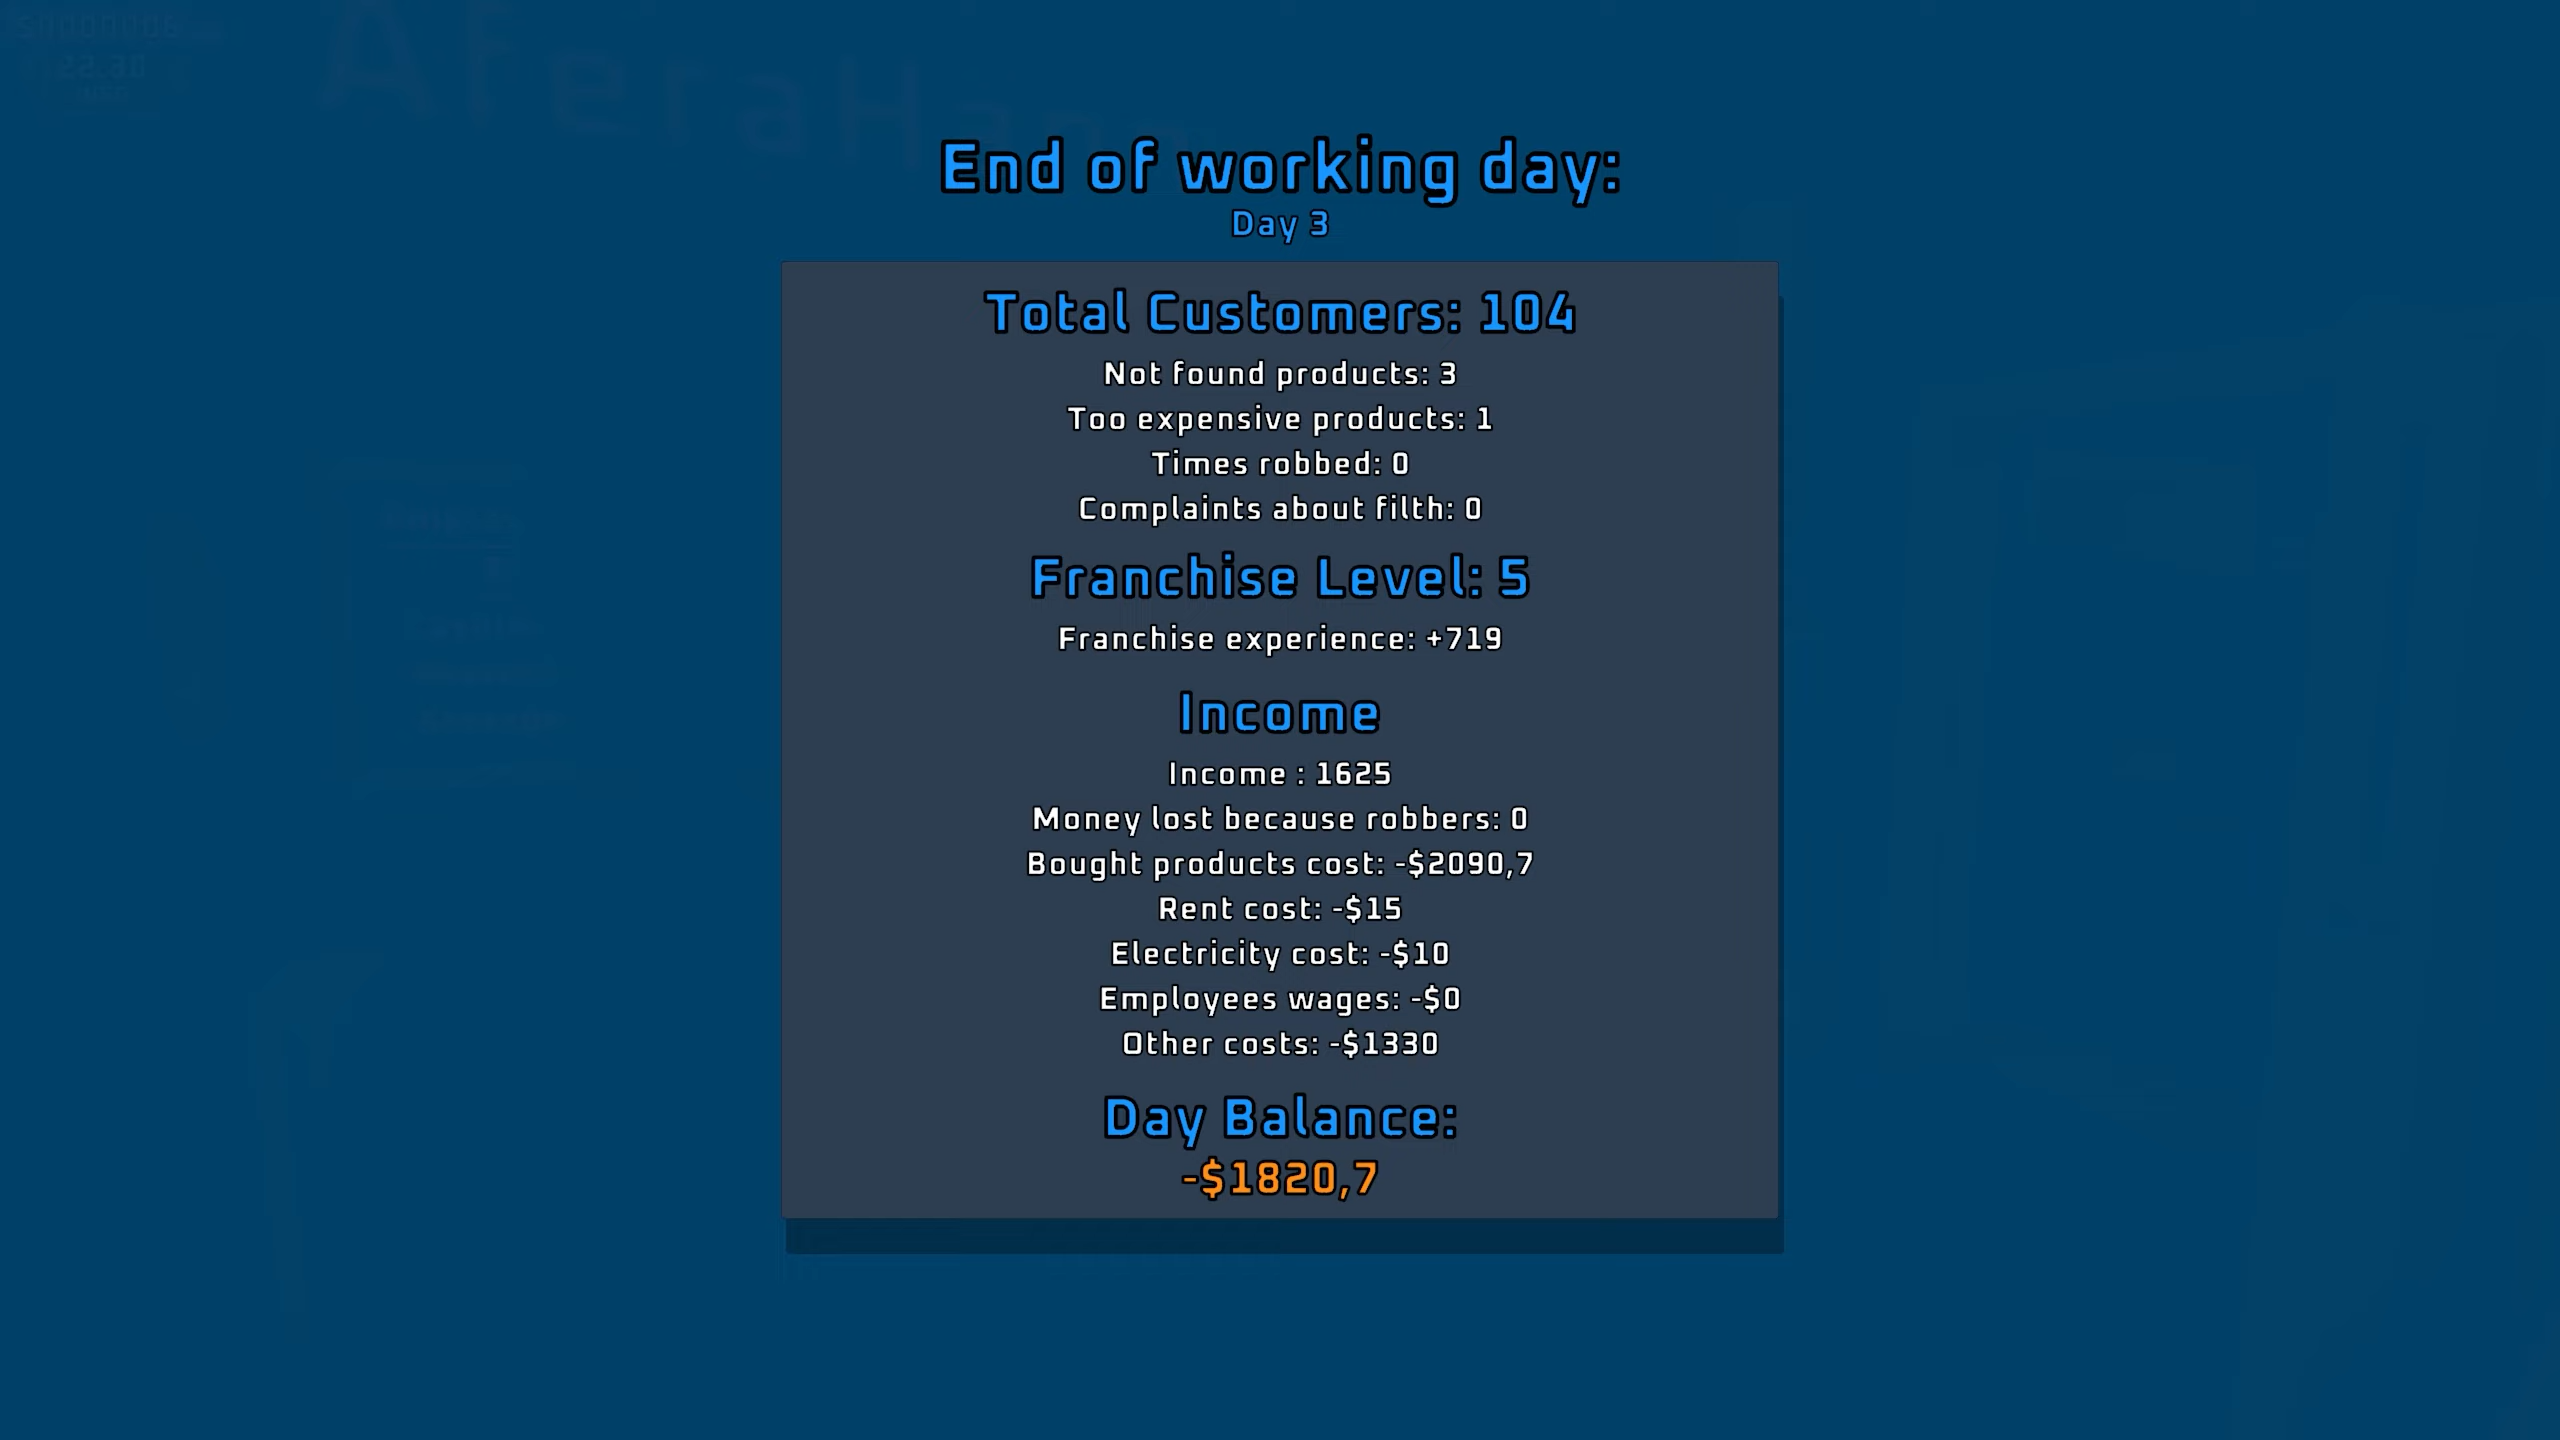 End of working day:
Day 3
Total Customers: 104
Not found products: 3
Too expensive products: 1
Times robbed: 0
Complaints about filth: 0
Franchise Level: 5
Franchise experience: +719
Income
Income : 1625
Money lost because robbers: 0
Bought products cost: -$2090,7
Rent cost: -$15
Electricity cost: -$10
Employees wages: -$0
Other costs: -$1330
Day Balance:
-$1820,7